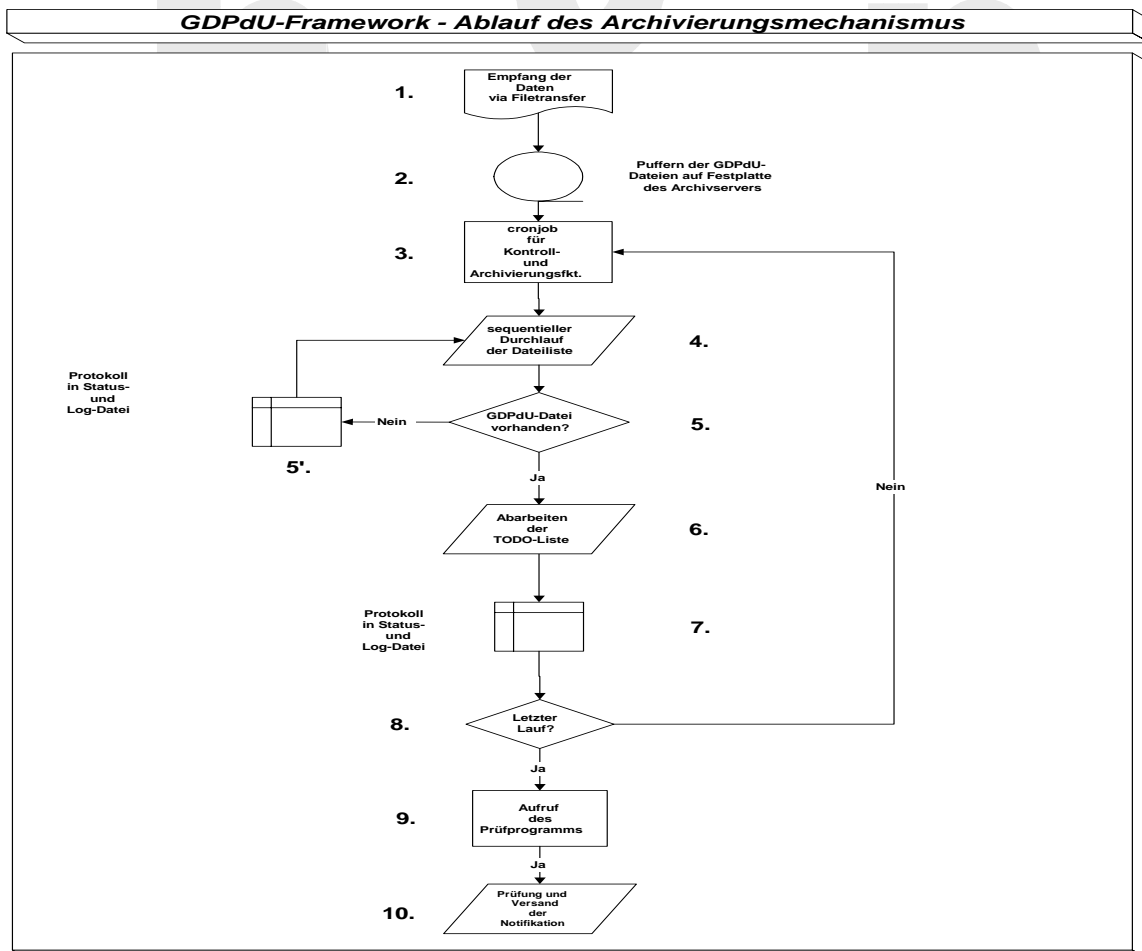 GDPdU-Framework - Ablauf des Archivierungsmechanismus
1.
Empfang der
Daten
via Filetransfer
2.
Puffern der GDPdU-
Dateien auf Festplatte
des Archivservers
3.
cronjob
für
Kontroll-
und
Archivierungsfkt.
sequentieller
Durchlauf
der Dateiliste
4.
Protokoll
in Status-
und
Log-Datei
Nein
GDPdU-Datei
vorhanden?
5.
5'.
Ja
Nein
Abarbeiten
der
TODO-Liste
6.
Protokoll
in Status-
und
Log-Datei
7.
8.
Letzter
Lauf?
Ja
9.
Aufruf
des
Prüfprogramms
Ja
10.
Prüfung und
Versand
der
Notifikation